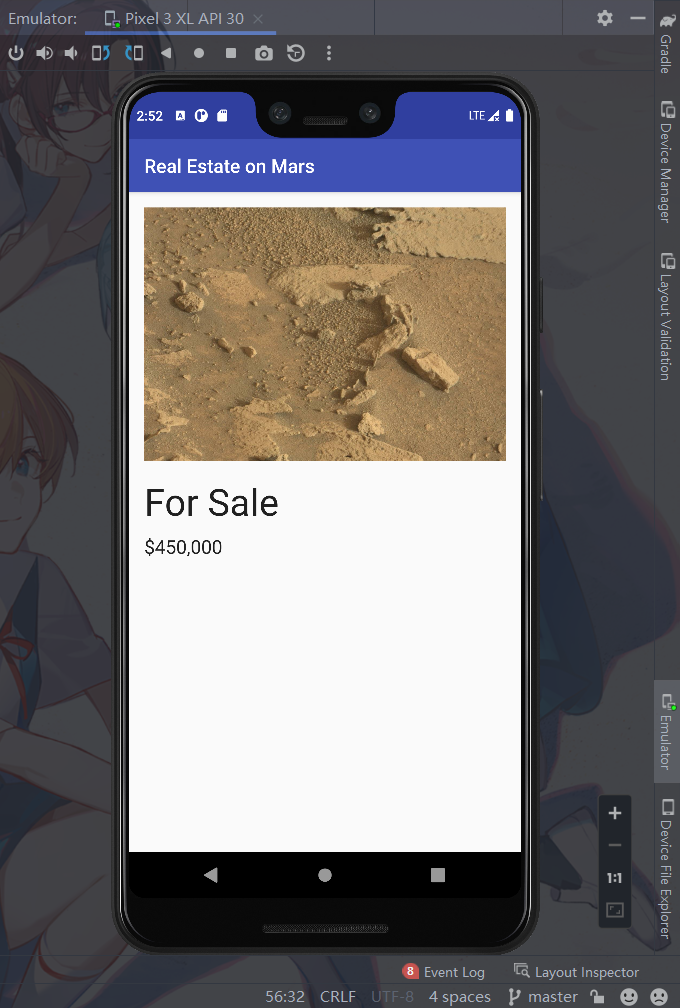 Emulator:
Pixel 3 XL API 30
Gradle
Device Manager
Layout Validation
2:52
LTE
Real Estate on Mars
For Sale
$450,000
Emulator
1:1
Device File Explorer
8 Event Log
Layout Inspector
56:32 CRLF UTF-8 4 spaces master